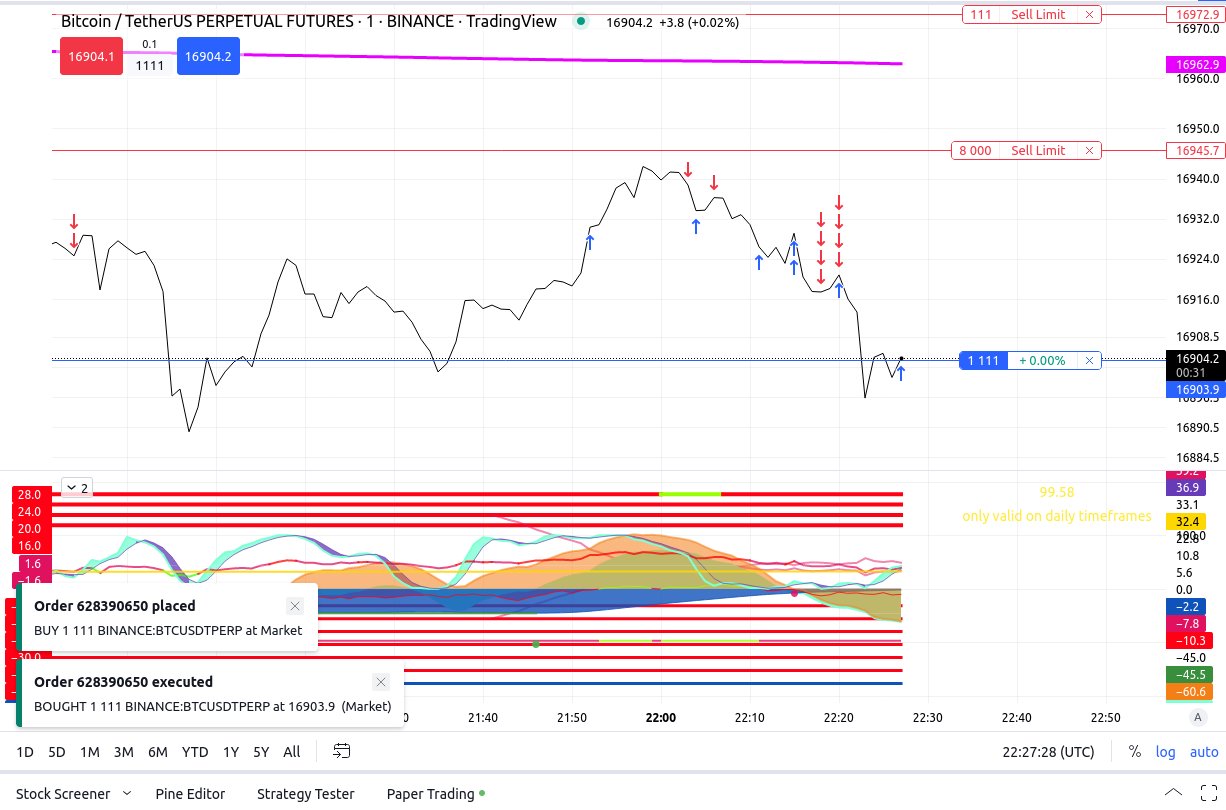 Bitcoin / TetherUS PERPETUAL FUTURES · 1 · BINANCE · TradingView 16904.2 +3.8 (+0.02%)
111 Sell Limit 16972.9
16970.0
16904.1 0.1 16904.2
1111
16962.9
16960.0
16950.0
8 000 Sell Limit 16945.7
16940.0
16932.0
16924.0
16916.0
16908.5
1 111 + 0.00% 16904.2
00:31
16903.9
16890.5
16884.5
2
28.0 99.58 36.9
24.0 33.1
only valid on daily timeframes 32.4
20.0
16.0 10.8
1.6 5.6
−1.6 0.0
Order 628390650 placed
BUY 1 111 BINANCE:BTCUSDTPERP at Market
−2.2
−7.8
−10.3
−30.0 −45.0
Order 628390650 executed
BOUGHT 1 111 BINANCE:BTCUSDTPERP at 16903.9 (Market)
−45.5
−60.6
21:40 21:50 22:00 22:10 22:20 22:30 22:40 22:50 A
1D 5D 1M 3M 6M YTD 1Y 5Y All 22:27:28 (UTC) % log auto
Stock Screener Pine Editor Strategy Tester Paper Trading